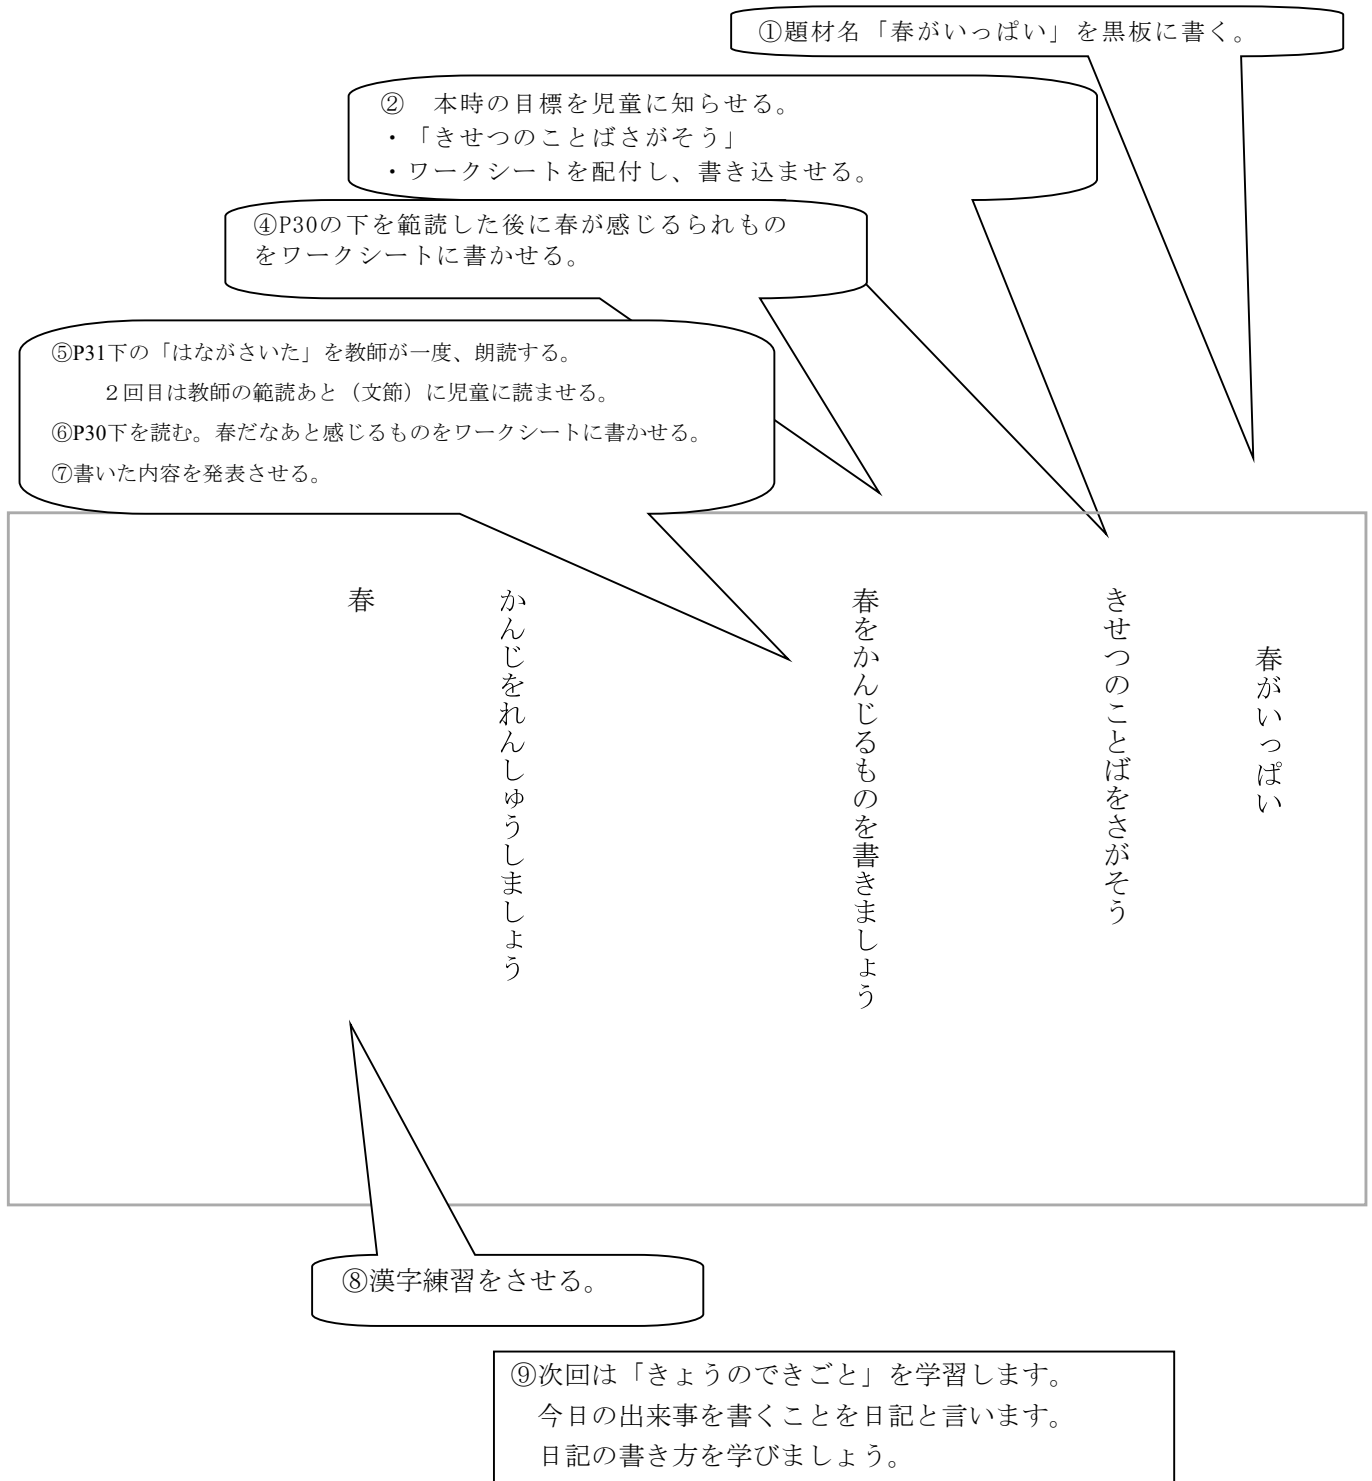 ①題材名「春がいっぱい」を黒板に書く。
②　本時の目標を児童に知らせる。
・「きせつのことばさがそう」
・ワークシートを配付し、書き込ませる。
④P30の下を範読した後に春が感じるられもの
をワークシートに書かせる。
⑤P31下の「はながさいた」を教師が一度、朗読する。
２回目は教師の範読あと（文節）に児童に読ませる。
⑥P30下を読む。春だなあと感じるものをワークシートに書かせる。
⑦書いた内容を発表させる。
春がいっぱい
きせつのことばをさがそう
春をかんじるものを書きましょう
かんじをれんしゅうしましょう
春
⑧漢字練習をさせる。
⑨次回は「きょうのできごと」を学習します。
今日の出来事を書くことを日記と言います。
日記の書き方を学びましょう。